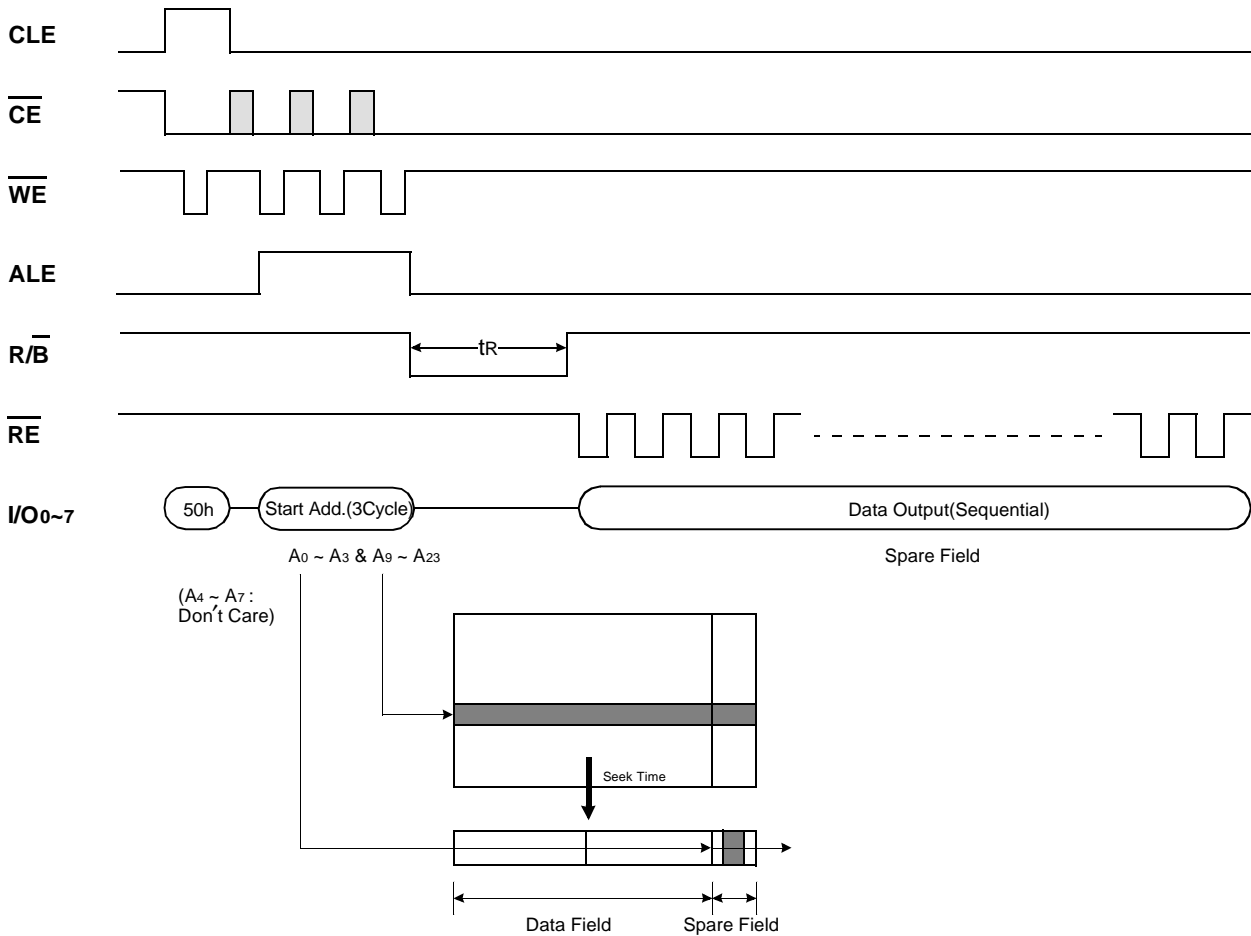 CLE
CE
WE
ALE
R/B
tR
RE
I/O0~7
50h
Start Add.(3Cycle)
Data Output(Sequential)
A0 ~ A3 & A9 ~ A23
Spare Field
(A4 ~ A7 :
Don't Care)
Seek Time
Data Field
Spare Field